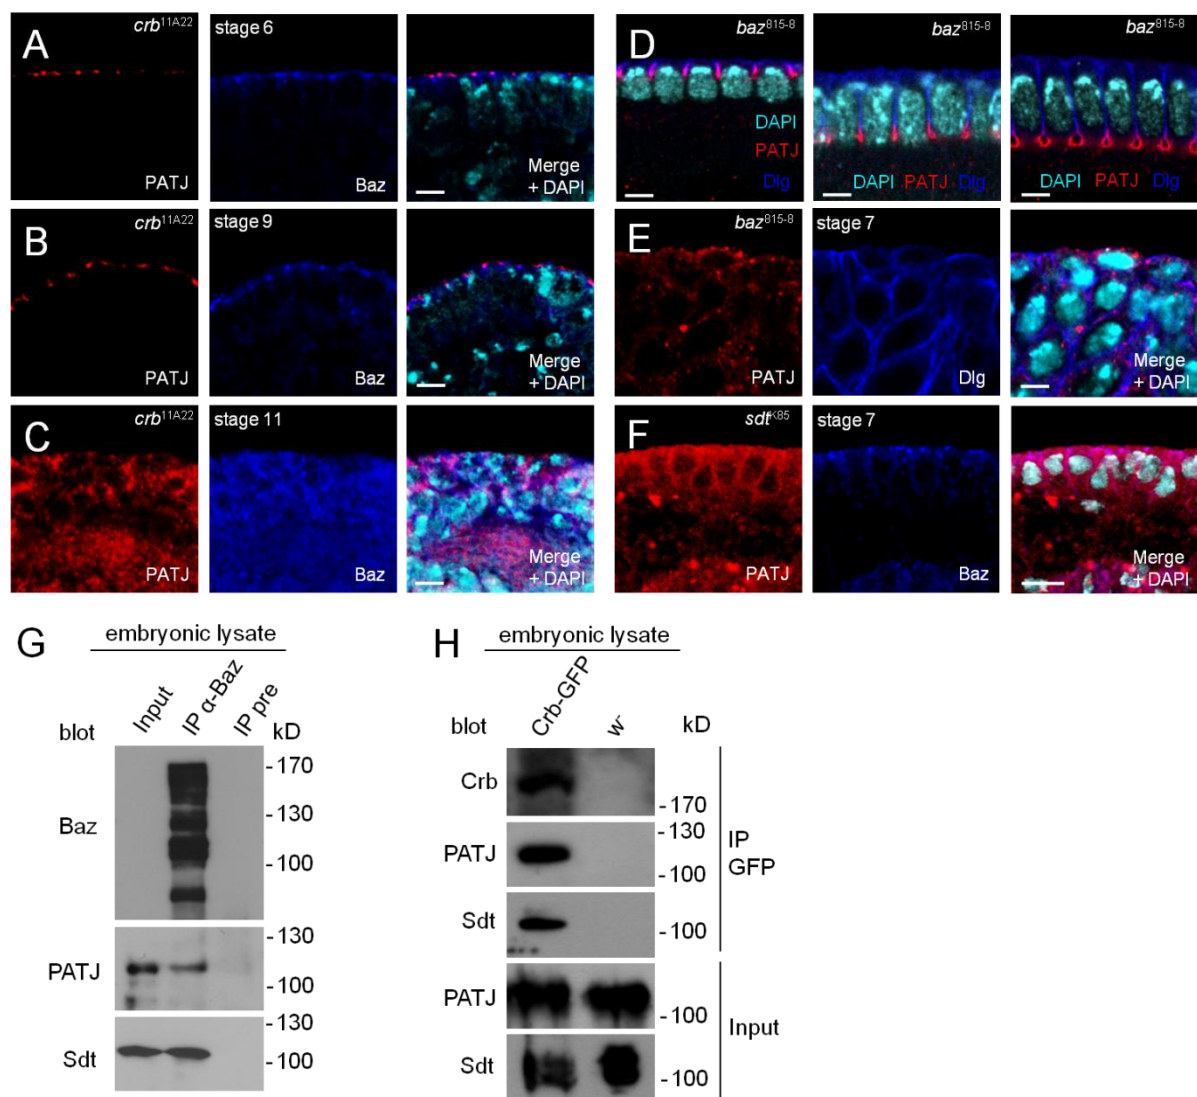 A
crb11A22
PATJ
stage 6
Baz
Merge
+ DAPI
B
crb11A22
PATJ
stage 9
Baz
Merge
+ DAPI
C
crb11A22
PATJ
stage 11
Baz
Merge
+ DAPI
D
baz815-8
DAPI
PATJ
Dlg
baz815-8
DAPI PATJ Dlg
baz815-8
DAPI PATJ Dlg
E
baz815-8
PATJ
stage 7
Dlg
Merge
+ DAPI
F
sdtK85
PATJ
stage 7
Baz
Merge
+ DAPI
G
embryonic lysate
blot Input IP α-Baz IP pre kD
Baz
- 170
- 130
- 100
PATJ
- 130
- 100
Sdt
- 130
- 100
H
embryonic lysate
blot Crb-GFP w- kD
Crb
- 170
PATJ
- 130
- 100
Sdt
- 100
IP
GFP
PATJ
- 100
Sdt
- 100
Input